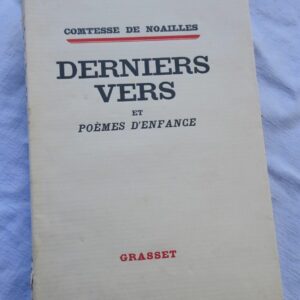 COMTESSE DE NOAILLES
DERNIERS
VERS
ET
POÈMES D'ENFANCE
GRASSET